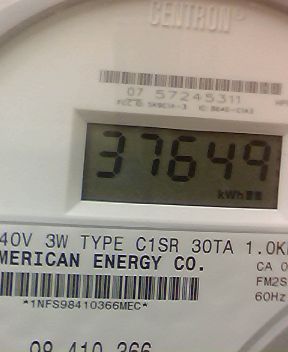 CENTRON®
07 57245311
37649
kWh
40V 3W TYPE C1SR 30TA 1.0K
MERICAN ENERGY CO.
CA 0
FM2S
60Hz
*1NFS98410366MEC*
98 410 366